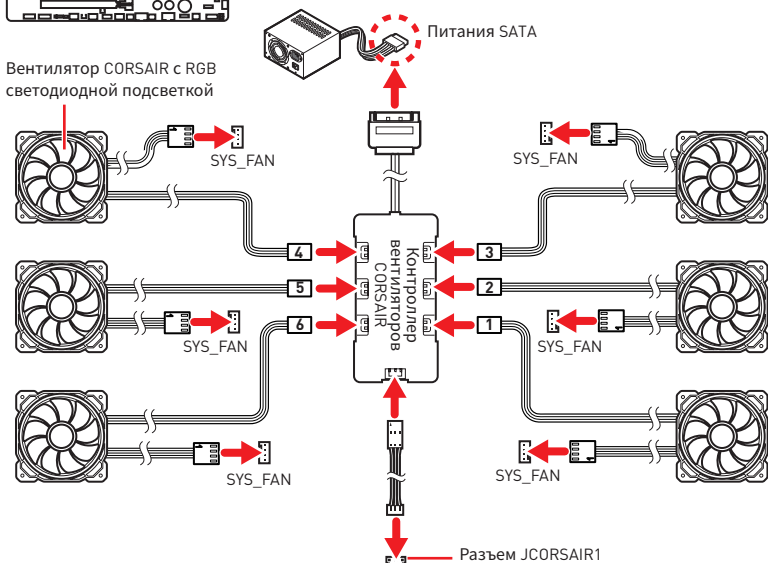 Питания SATA
Вентилятор CORSAIR с RGB
светодиодной подсветкой
SYS_FAN
SYS_FAN
4
3
5
2
6
1
Контроллер
вентиляторов
CORSAIR
SYS_FAN
SYS_FAN
SYS_FAN
SYS_FAN
Разъем JCORSAIR1